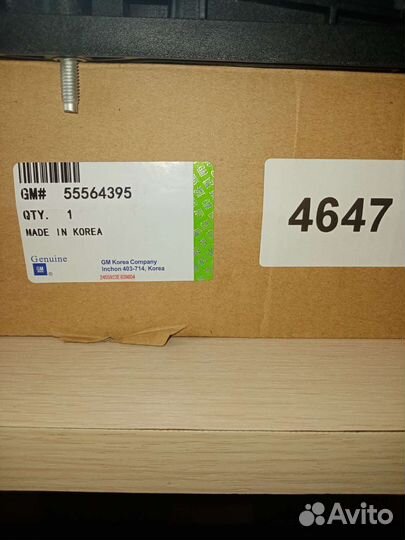 GM# 55564395
QTY. 1
MADE IN KOREA
Genuine
GM
®
GM Korea Company
Inchon 403-714, Korea
4647
Avito